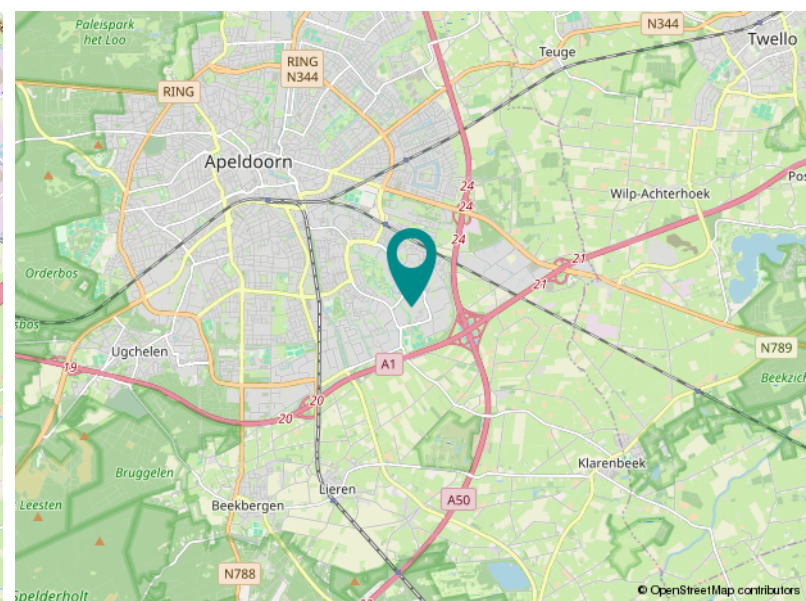 Paleispark
het Loo
N344
Twello
Teuge
RING
N344
RING
Apeldoorn
24
24
24
Wilp-Achterhoek
Pos
21
21
Orderbos
sbos
Ugchelen
19
A1
N789
Beekzich
20
20
Bruggelen
Klarenbeek
Leesten
Lieren
Beekbergen
A50
N788
Spelderholt
© OpenStreetMap contributors